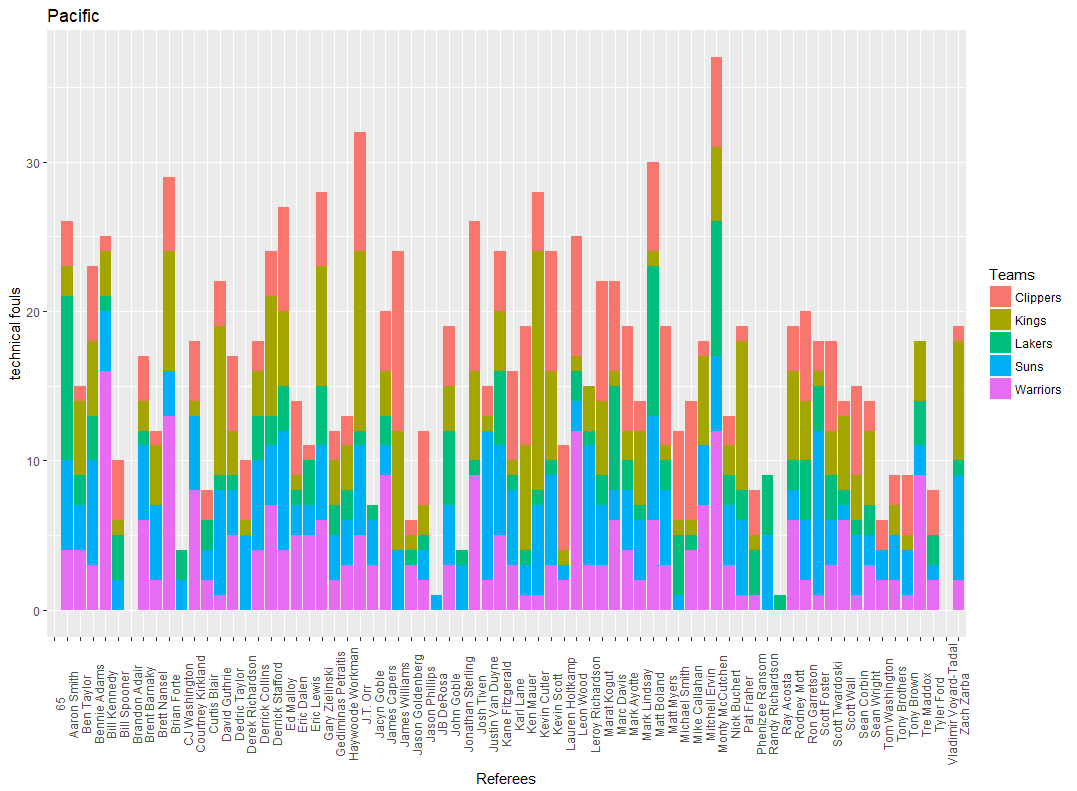 Pacific
technical fouls
30
20
10
0
65
Aaron Smith
Ben Taylor
Bennie Adams
Bill Kennedy
Bill Spooner
Brandon Adair
Brent Barnaky
Brett Nansel
Brian Forte
CJ Washington
Courtney Kirkland
Curtis Blair
David Guthrie
Dedric Taylor
Derek Richardson
Derrick Collins
Derrick Stafford
Ed Malloy
Eric Dalen
Eric Lewis
Gary Zielinski
Gediminas Petraitis
Haywoode Workman
J.T. Orr
Jacyn Goble
James Capers
James Williams
Jason Goldenberg
Jason Phillips
JB DeRosa
John Goble
Jonathan Sterling
Josh Tiven
Justin Van Duyne
Kane Fitzgerald
Karl Lane
Ken Mauer
Kevin Cutler
Kevin Scott
Lauren Holtkamp
Leon Wood
Leroy Richardson
Marat Kogut
Marc Davis
Mark Ayotte
Mark Lindsay
Matt Boland
Matt Myers
Michael Smith
Mike Callahan
Mitchell Ervin
Monty McCutchen
Nick Buchert
Pat Fraher
Phenizee Ransom
Randy Richardson
Ray Acosta
Rodney Mott
Ron Garretson
Scott Foster
Scott Twardoski
Scott Wall
Sean Corbin
Sean Wright
Tom Washington
Tony Brothers
Tony Brown
Tre Maddox
Tyler Ford
Vladimir Voyard-Tadal
Zach Zarba
Referees
Teams
Clippers
Kings
Lakers
Suns
Warriors